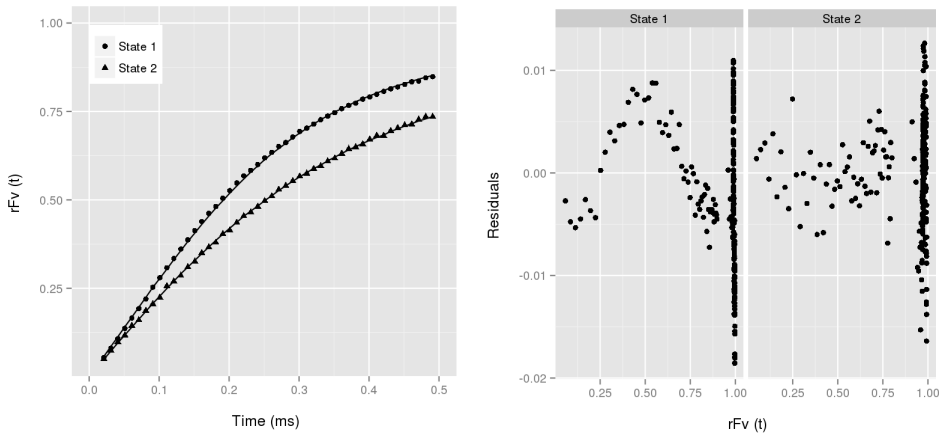 1.00
0.75
0.50
0.25
rFv (t)
State 1
State 2
0.0 0.1 0.2 0.3 0.4 0.5
Time (ms)
State 1 State 2
0.01
0.00
-0.01
-0.02
Residuals
0.25 0.50 0.75 1.00 0.25 0.50 0.75 1.00
rFv (t)